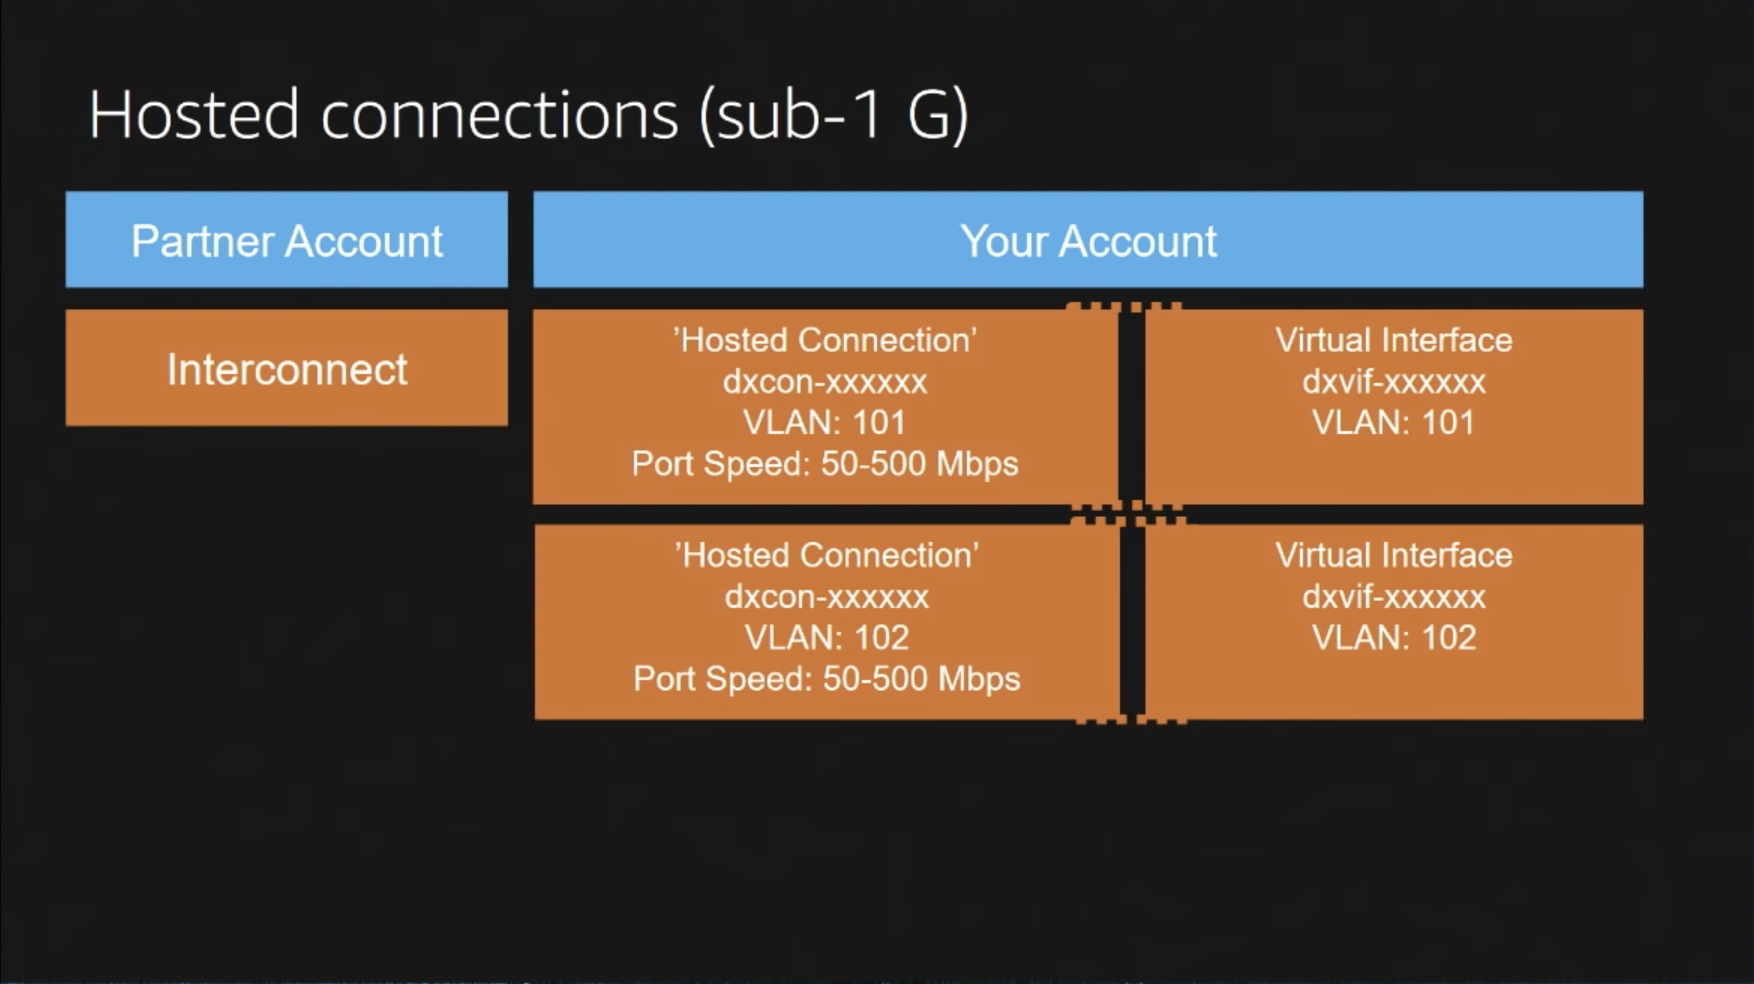 Hosted connections (sub-1 G)
Partner Account
Your Account
Interconnect
’Hosted Connection’
dxcon-xxxxxx
VLAN: 101
Port Speed: 50-500 Mbps
Virtual Interface
dxvif-xxxxxx
VLAN: 101
’Hosted Connection’
dxcon-xxxxxx
VLAN: 102
Port Speed: 50-500 Mbps
Virtual Interface
dxvif-xxxxxx
VLAN: 102